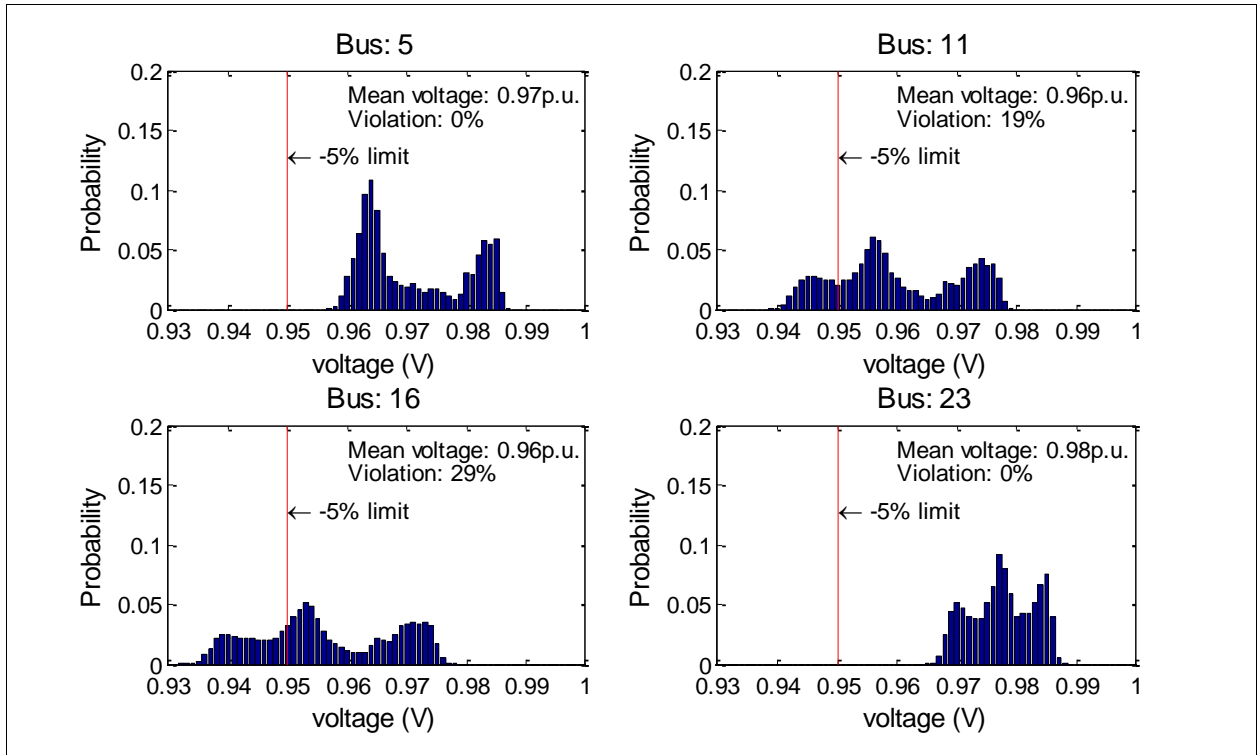 Bus: 5
0.2
0.15
0.1
0.05
0
Probability
Mean voltage: 0.97p.u.
Violation: 0%
← -5% limit
0.93 0.94 0.95 0.96 0.97 0.98 0.99 1
voltage (V)
Bus: 11
0.2
0.15
0.1
0.05
0
Probability
Mean voltage: 0.96p.u.
Violation: 19%
← -5% limit
0.93 0.94 0.95 0.96 0.97 0.98 0.99 1
voltage (V)
Bus: 16
0.2
0.15
0.1
0.05
0
Probability
Mean voltage: 0.96p.u.
Violation: 29%
← -5% limit
0.93 0.94 0.95 0.96 0.97 0.98 0.99 1
voltage (V)
Bus: 23
0.2
0.15
0.1
0.05
0
Probability
Mean voltage: 0.98p.u.
Violation: 0%
← -5% limit
0.93 0.94 0.95 0.96 0.97 0.98 0.99 1
voltage (V)